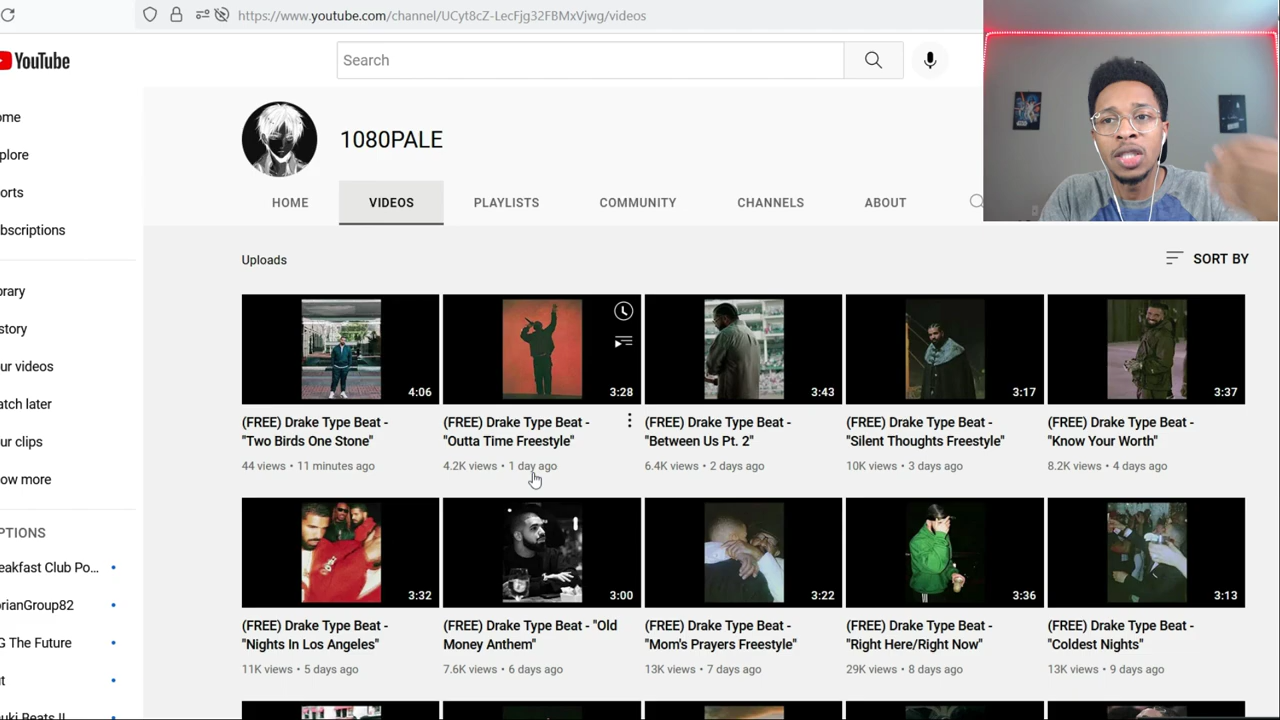 https://www.youtube.com/channel/UCyt8cZ-LecFjg32FBMxVjwg/videos
YouTube
Search
ome
plore
orts
bscriptions
brary
story
ur videos
atch later
ur clips
ow more
PTIONS
eakfast Club Po...
orianGroup82
G The Future
1080PALE
HOME
VIDEOS
PLAYLISTS
COMMUNITY
CHANNELS
ABOUT
Uploads
SORT BY
4:06
3:28
3:43
3:17
3:37
(FREE) Drake Type Beat -
"Two Birds One Stone"
44 views • 11 minutes ago
(FREE) Drake Type Beat -
"Outta Time Freestyle"
4.2K views • 1 day ago
(FREE) Drake Type Beat -
"Between Us Pt. 2"
6.4K views • 2 days ago
(FREE) Drake Type Beat -
"Silent Thoughts Freestyle"
10K views • 3 days ago
(FREE) Drake Type Beat -
"Know Your Worth"
8.2K views • 4 days ago
3:32
3:00
3:22
3:36
3:13
(FREE) Drake Type Beat -
"Nights In Los Angeles"
11K views • 5 days ago
(FREE) Drake Type Beat - "Old
Money Anthem"
7.6K views • 6 days ago
(FREE) Drake Type Beat -
"Mom's Prayers Freestyle"
13K views • 7 days ago
(FREE) Drake Type Beat -
"Right Here/Right Now"
29K views • 8 days ago
(FREE) Drake Type Beat -
"Coldest Nights"
13K views • 9 days ago